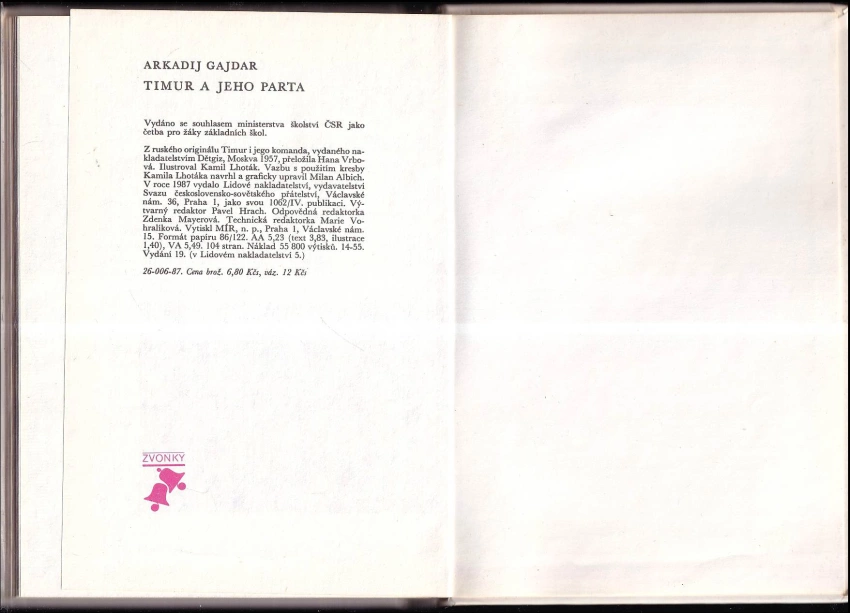 ARKADIJ GAJDAR
TIMUR A JEHO PARTA
Vydáno se souhlasem ministerstva školství ČSR jako
četba pro žáky základních škol.
Z ruského originálu Timur i jego komanda, vydaného na-
kladatelstvím Dětgiz, Moskva 1957, přeložila Hana Vrbo-
vá. Ilustroval Kamil Lhoták. Vazbu s použitím kresby
Kamila Lhotáka navrhl a graficky upravil Milan Albich.
V roce 1987 vydalo Lidové nakladatelství, vydavatelství
Svazu československo-sovětského přátelství, Václavské
nám. 36, Praha 1, jako svou 1062/IV. publikaci. Vý-
tvarný redaktor Pavel Hrach. Odpovědná redaktorka
Zdenka Mayerová. Technická redaktorka Marie Vo-
hralíková. Vytiskl MÍR, n. p., Praha 1, Václavské nám.
15. Formát papíru 86/122. AA 5,23 (text 3,83, ilustrace
1,40), VA 5,49. 104 stran. Náklad 55 800 výtisků. 14-55.
Vydání 19. (v Lidovém nakladatelství 5.)
26-006-87. Cena brož. 6,80 Kčs, váz. 12 Kčs
ZVONKY